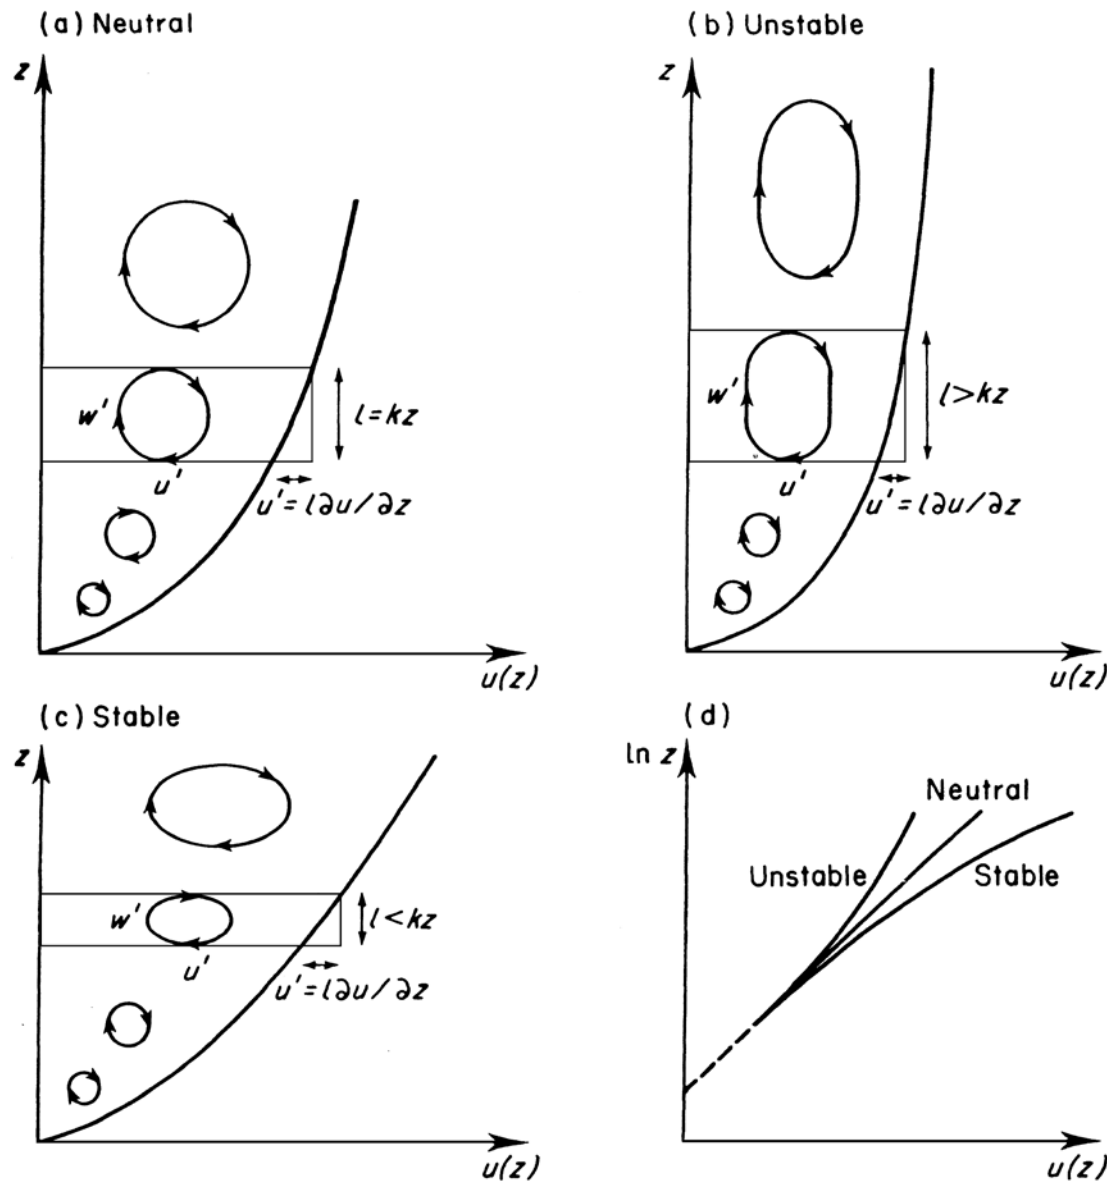 (a) Neutral
z
w'
u'
l=kz
u'=l∂u/∂z
u(z)
(b) Unstable
z
w'
u'
l>kz
u'=l∂u/∂z
u(z)
(c) Stable
z
w'
u'
l<kz
u'=l∂u/∂z
u(z)
(d)
ln z
Neutral
Unstable
Stable
u(z)